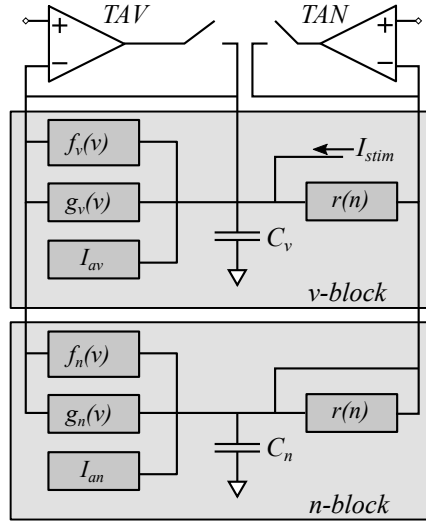 TAV TAN
+ +
− −
f_v(v)
I_stim
g_v(v) r(n)
I_av C_v
v-block
f_n(v)
g_n(v) r(n)
I_an C_n
n-block